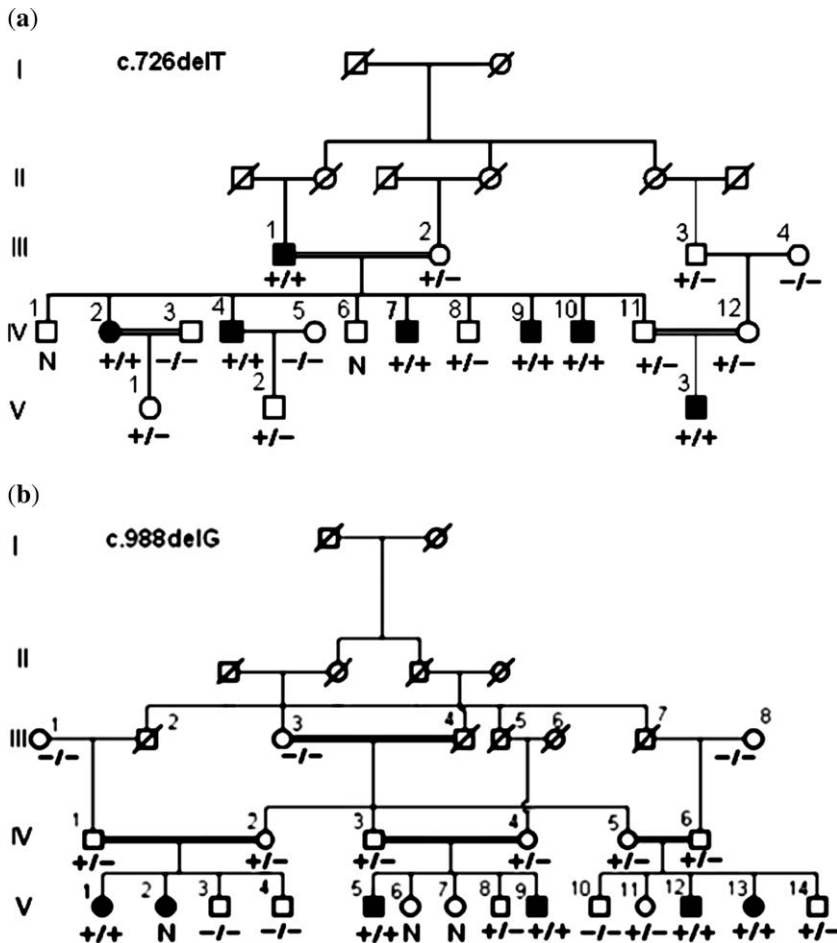 (a)
c.726delT
I
II
III
1 2 3 4
+/+ +/- +/- -/-
1 2 3 4 5 6 7 8 9 10 11 12
IV
N +/+ -/- +/+ -/- N +/+ +/- +/+ +/+ +/- +/-
1 2 3
V
+/- +/- +/+
(b)
c.988delG
I
II
III
1 2 3 4 5 6 7 8
-/- -/- -/-
IV
1 2 3 4 5 6
+/- +/- +/- +/- +/- +/-
V
1 2 3 4 5 6 7 8 9 10 11 12 13 14
+/+ N -/- -/- +/+ N N +/- +/+ -/- +/- +/+ +/+ +/-